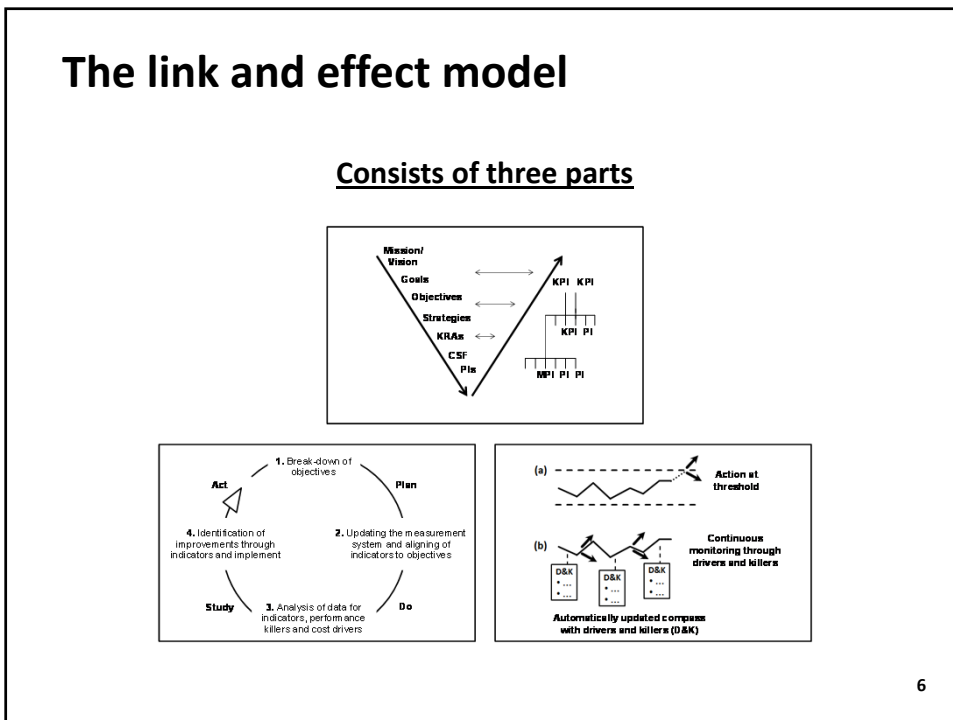 The link and effect model
Consists of three parts
Mission/
Vision
Goals
Objectives
Strategies
KRAs
CSF
PIs
KPI KPI
KPI PI
MPI PI PI
1. Break-down of
objectives
Act
Plan
4. Identification of
improvements through
indicators and implement
2. Updating the measurement
system and aligning of
indicators to objectives
Study
3. Analysis of data for
indicators, performance
killers and cost drivers
Do
(a)
Action at
threshold
(b)
Continuous
monitoring through
drivers and killers
D&K
• ...
• ...
D&K
• ...
• ...
D&K
• ...
• ...
Automatically updated compass
with drivers and killers (D&K)
6